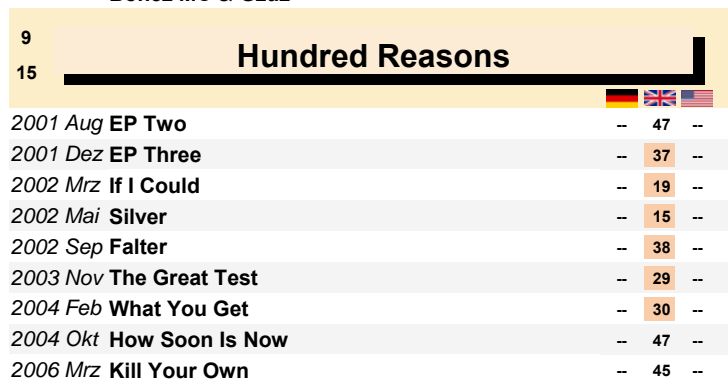 9
Hundred Reasons
15
2001 Aug EP Two -- 47 --
2001 Dez EP Three -- 37 --
2002 Mrz If I Could -- 19 --
2002 Mai Silver -- 15 --
2002 Sep Falter -- 38 --
2003 Nov The Great Test -- 29 --
2004 Feb What You Get -- 30 --
2004 Okt How Soon Is Now -- 47 --
2006 Mrz Kill Your Own -- 45 --